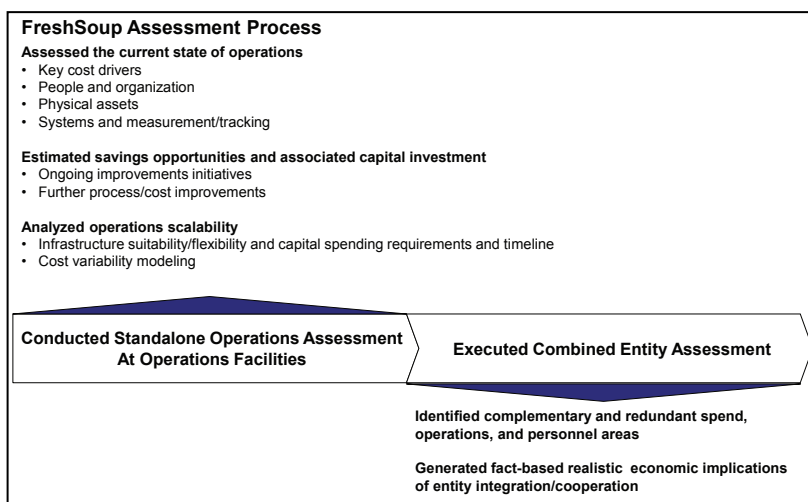 FreshSoup Assessment Process
Assessed the current state of operations
• Key cost drivers
• People and organization
• Physical assets
• Systems and measurement/tracking
Estimated savings opportunities and associated capital investment
• Ongoing improvements initiatives
• Further process/cost improvements
Analyzed operations scalability
• Infrastructure suitability/flexibility and capital spending requirements and timeline
• Cost variability modeling
Conducted Standalone Operations Assessment
At Operations Facilities
Executed Combined Entity Assessment
Identified complementary and redundant spend,
operations, and personnel areas
Generated fact-based realistic economic implications
of entity integration/cooperation